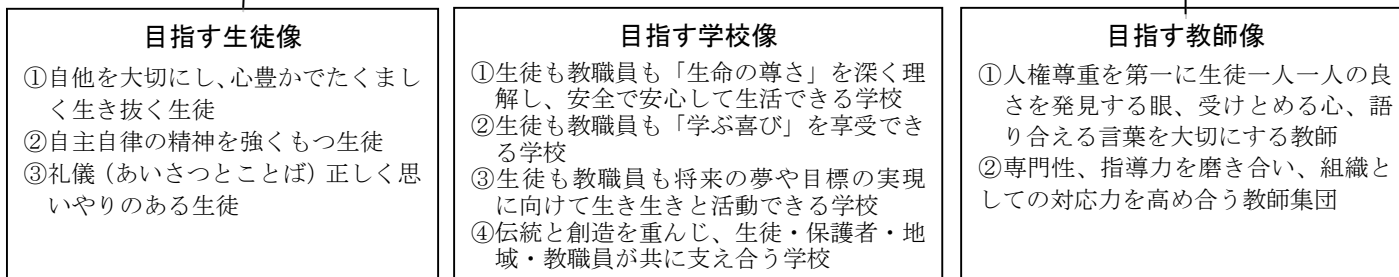 目指す生徒像
①自他を大切にし、心豊かでたくまし
く生き抜く生徒
②自主自律の精神を強くもつ生徒
③礼儀（あいさつとことば）正しく思
いやりのある生徒
目指す学校像
①生徒も教職員も「生命の尊さ」を深く理
解し、安全で安心して生活できる学校
②生徒も教職員も「学ぶ喜び」を享受でき
る学校
③生徒も教職員も将来の夢や目標の実現
に向けて生き生きと活動できる学校
④伝統と創造を重んじ、生徒・保護者・地
域・教職員が共に支え合う学校
目指す教師像
①人権尊重を第一に生徒一人一人の良
さを発見する眼、受けとめる心、語
り合える言葉を大切にする教師
②専門性、指導力を磨き合い、組織と
しての対応力を高め合う教師集団